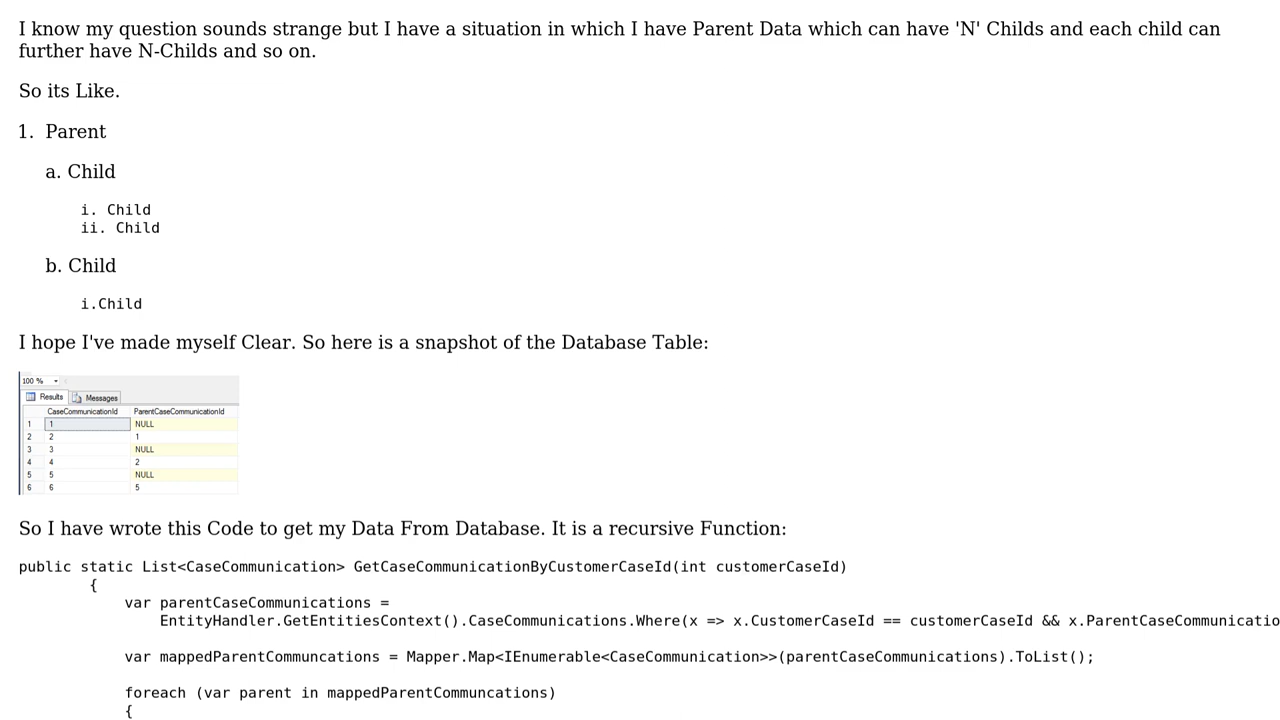 I know my question sounds strange but I have a situation in which I have Parent Data which can have 'N' Childs and each child can
further have N-Childs and so on.
So its Like.
1. Parent
a. Child
i. Child
ii. Child
b. Child
i.Child
I hope I've made myself Clear. So here is a snapshot of the Database Table:
100 %
Results Messages
CaseCommunicationId ParentCaseCommunicationId
1 1 NULL
2 2 1
3 3 NULL
4 4 2
5 5 NULL
6 6 5
So I have wrote this Code to get my Data From Database. It is a recursive Function:
public static List<CaseCommunication> GetCaseCommunicationByCustomerCaseId(int customerCaseId)
{
var parentCaseCommunications =
EntityHandler.GetEntitiesContext().CaseCommunications.Where(x => x.CustomerCaseId == customerCaseId && x.ParentCaseCommunicatio
var mappedParentCommuncations = Mapper.Map<IEnumerable<CaseCommunication>>(parentCaseCommunications).ToList();
foreach (var parent in mappedParentCommuncations)
{